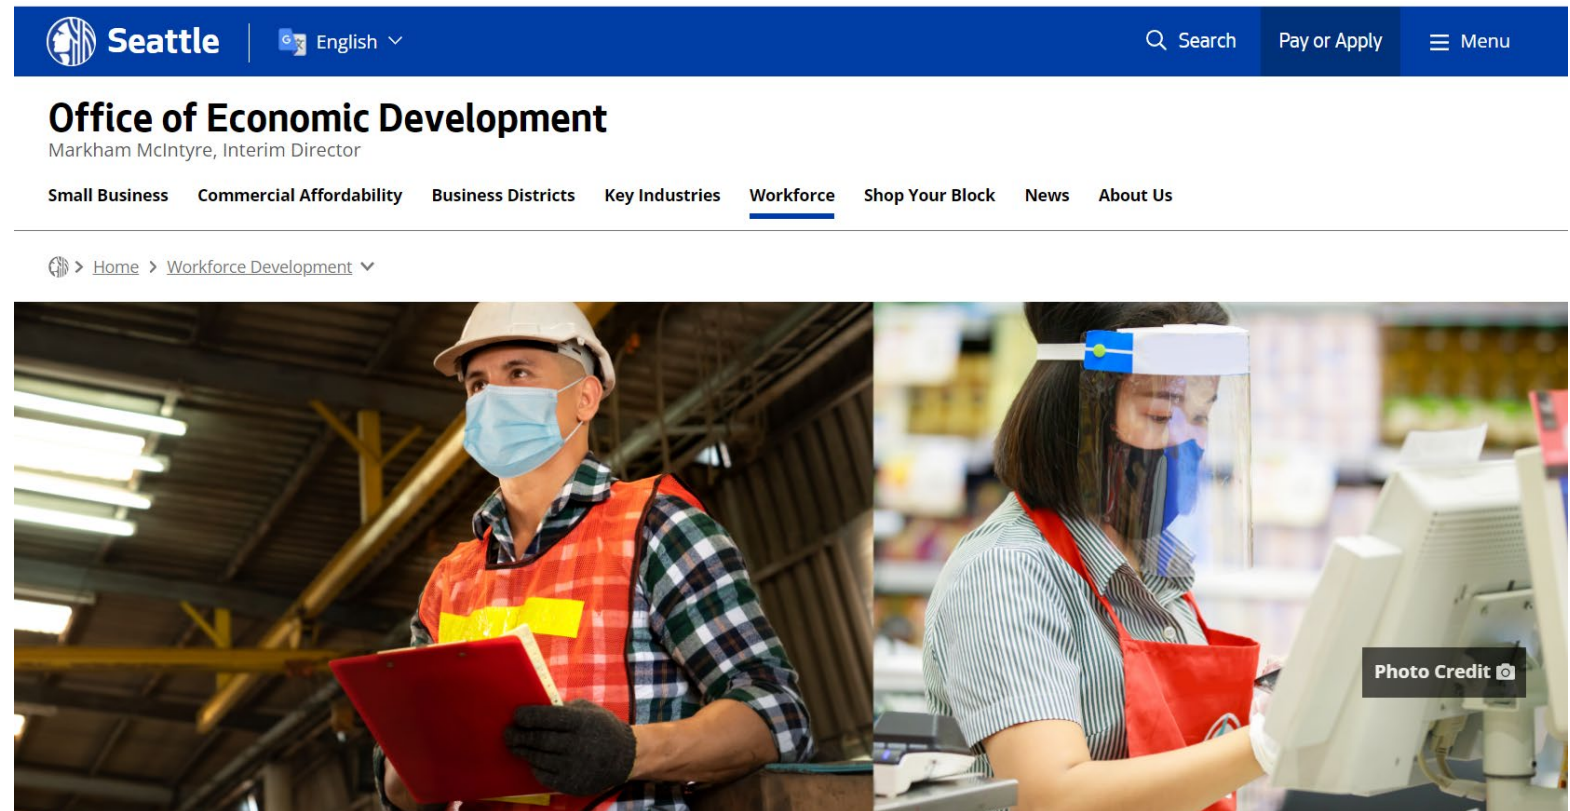 Seattle
English
Search
Pay or Apply
Menu
Office of Economic Development
Markham McIntyre, Interim Director
Small Business Commercial Affordability Business Districts Key Industries Workforce Shop Your Block News About Us
> Home > Workforce Development
Photo Credit